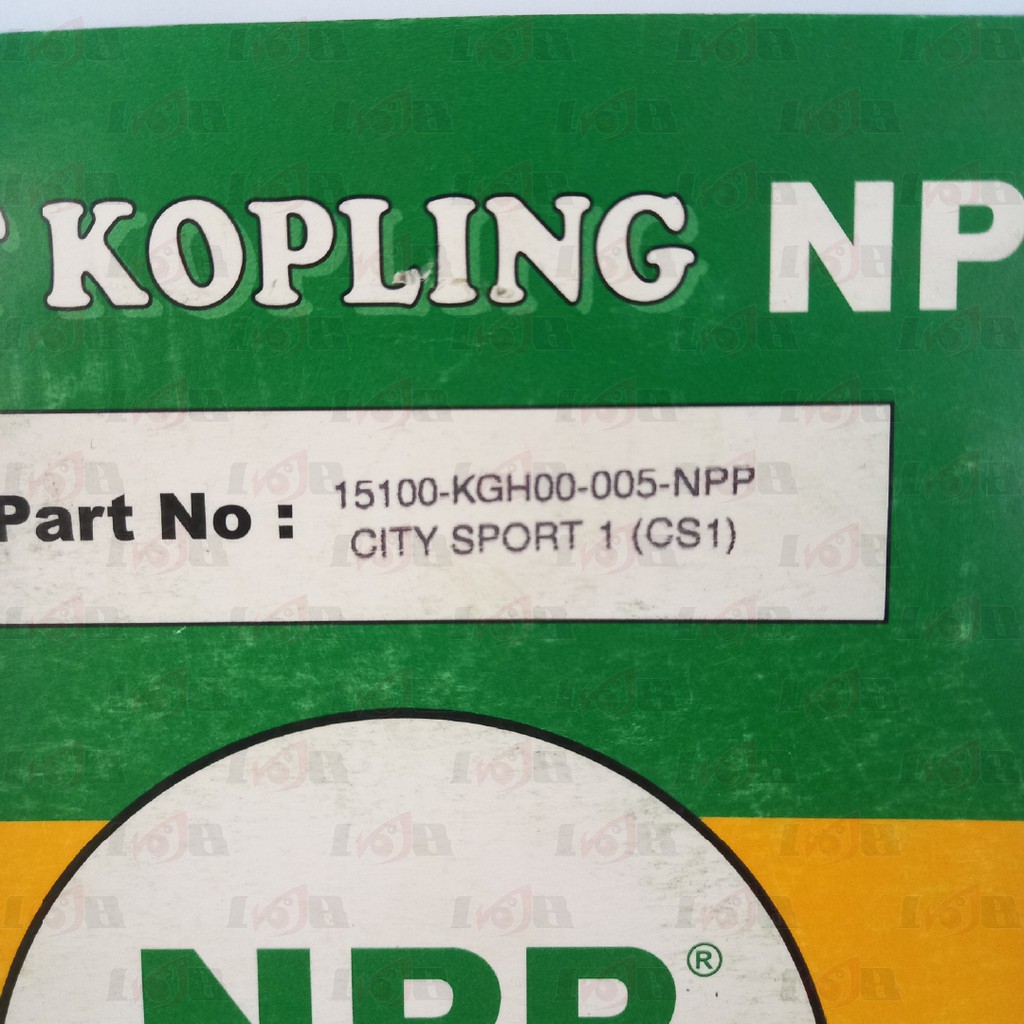 KOPLING NP
Part No :
15100-KGH00-005-NPP
CITY SPORT 1 (CS1)
NPP®